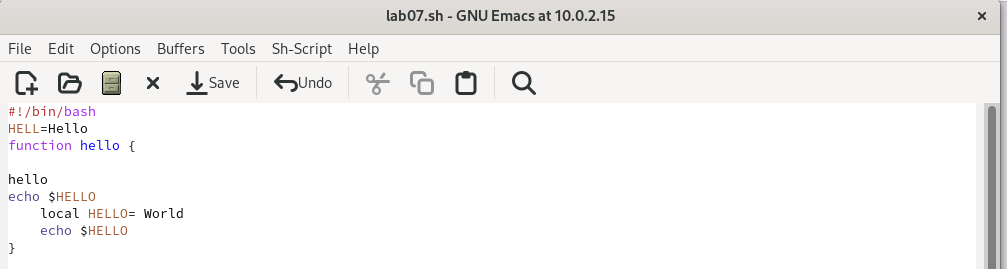 lab07.sh - GNU Emacs at 10.0.2.15
File Edit Options Buffers Tools Sh-Script Help
Save Undo
#!/bin/bash
HELL=Hello
function hello {

hello
echo $HELLO
    local HELLO= World
    echo $HELLO
}